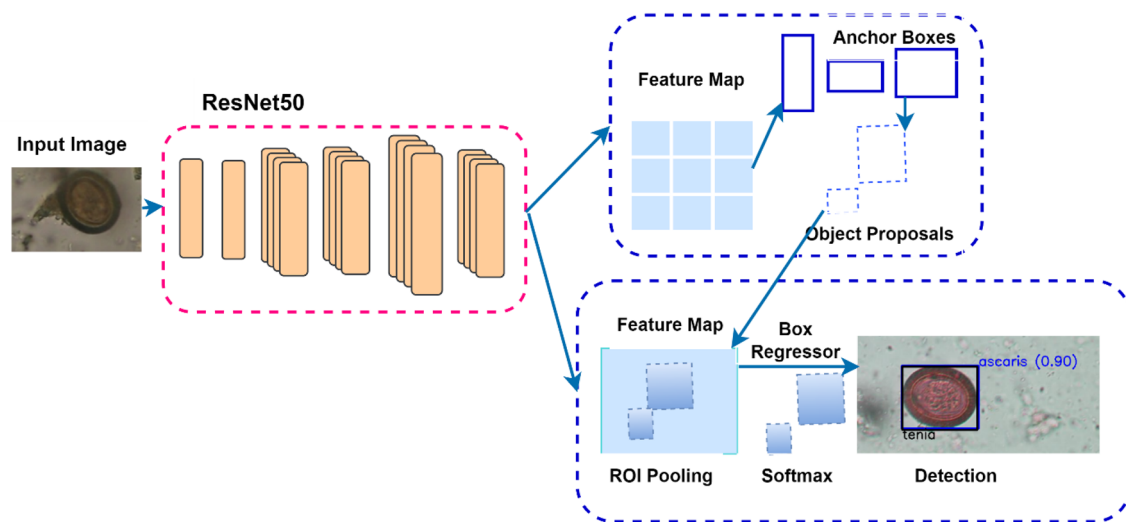 Input Image
ResNet50
Feature Map
Anchor Boxes
Object Proposals
Feature Map
Box
Regressor
ROI Pooling
Softmax
Detection
ascaris (0.90)
tenia